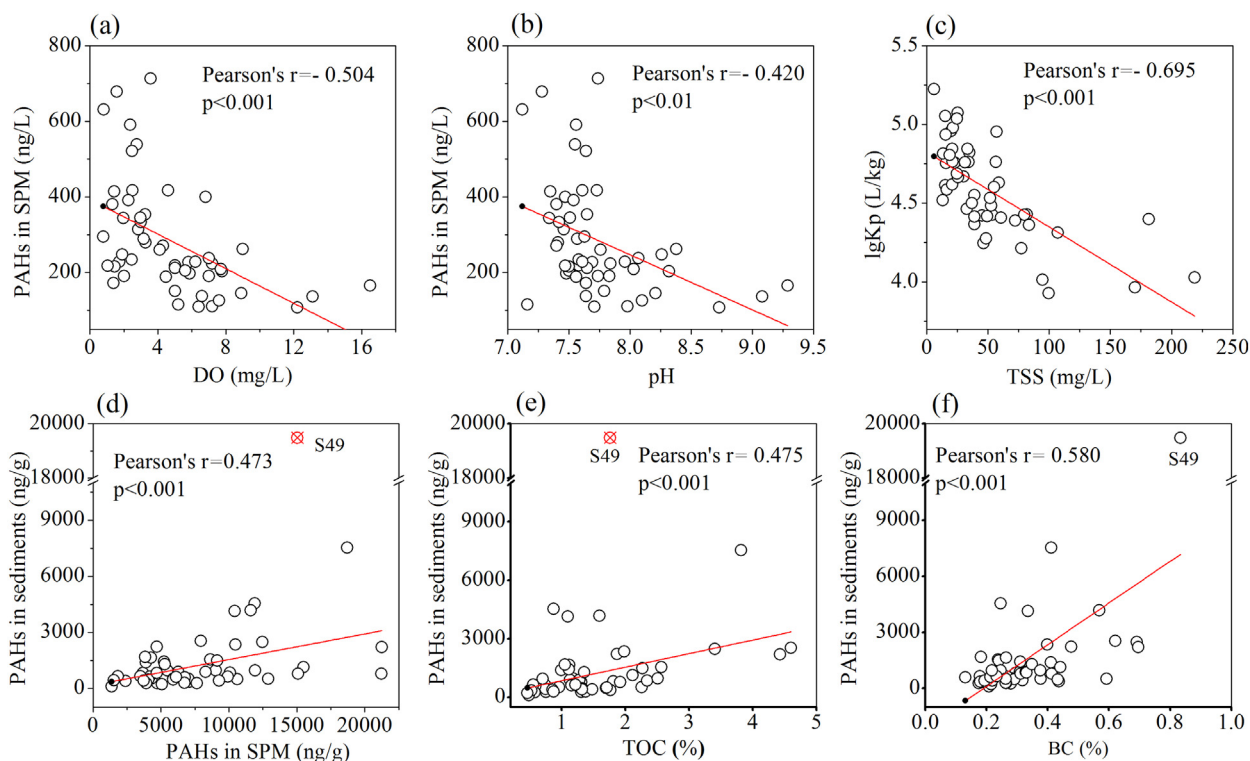 (a)
800
600
400
200
0
PAHs in SPM (ng/L)
Pearson's r=- 0.504
p<0.001
0 4 8 12 16
DO (mg/L)
(b)
800
600
400
200
0
PAHs in SPM (ng/L)
Pearson's r=- 0.420
p<0.01
7.0 7.5 8.0 8.5 9.0 9.5
pH
(c)
5.5
5.0
4.5
4.0
lgKp (L/kg)
Pearson's r=- 0.695
p<0.001
0 50 100 150 200 250
TSS (mg/L)
(d)
20000
18000
9000
6000
3000
0
PAHs in sediments (ng/g)
S49
Pearson's r=0.473
p<0.001
0 5000 10000 15000 20000
PAHs in SPM (ng/g)
(e)
20000
18000
9000
6000
3000
0
PAHs in sediments (ng/g)
S49
Pearson's r= 0.475
p<0.001
1 2 3 4 5
TOC (%)
(f)
20000
18000
9000
6000
3000
0
PAHs in sediments (ng/g)
Pearson's r= 0.580
p<0.001
S49
0.0 0.2 0.4 0.6 0.8 1.0
BC (%)